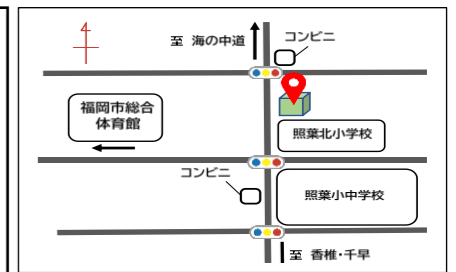 至 海の中道
コンビニ
福岡市総合
体育館
照葉北小学校
コンビニ
照葉小中学校
至 香椎・千早